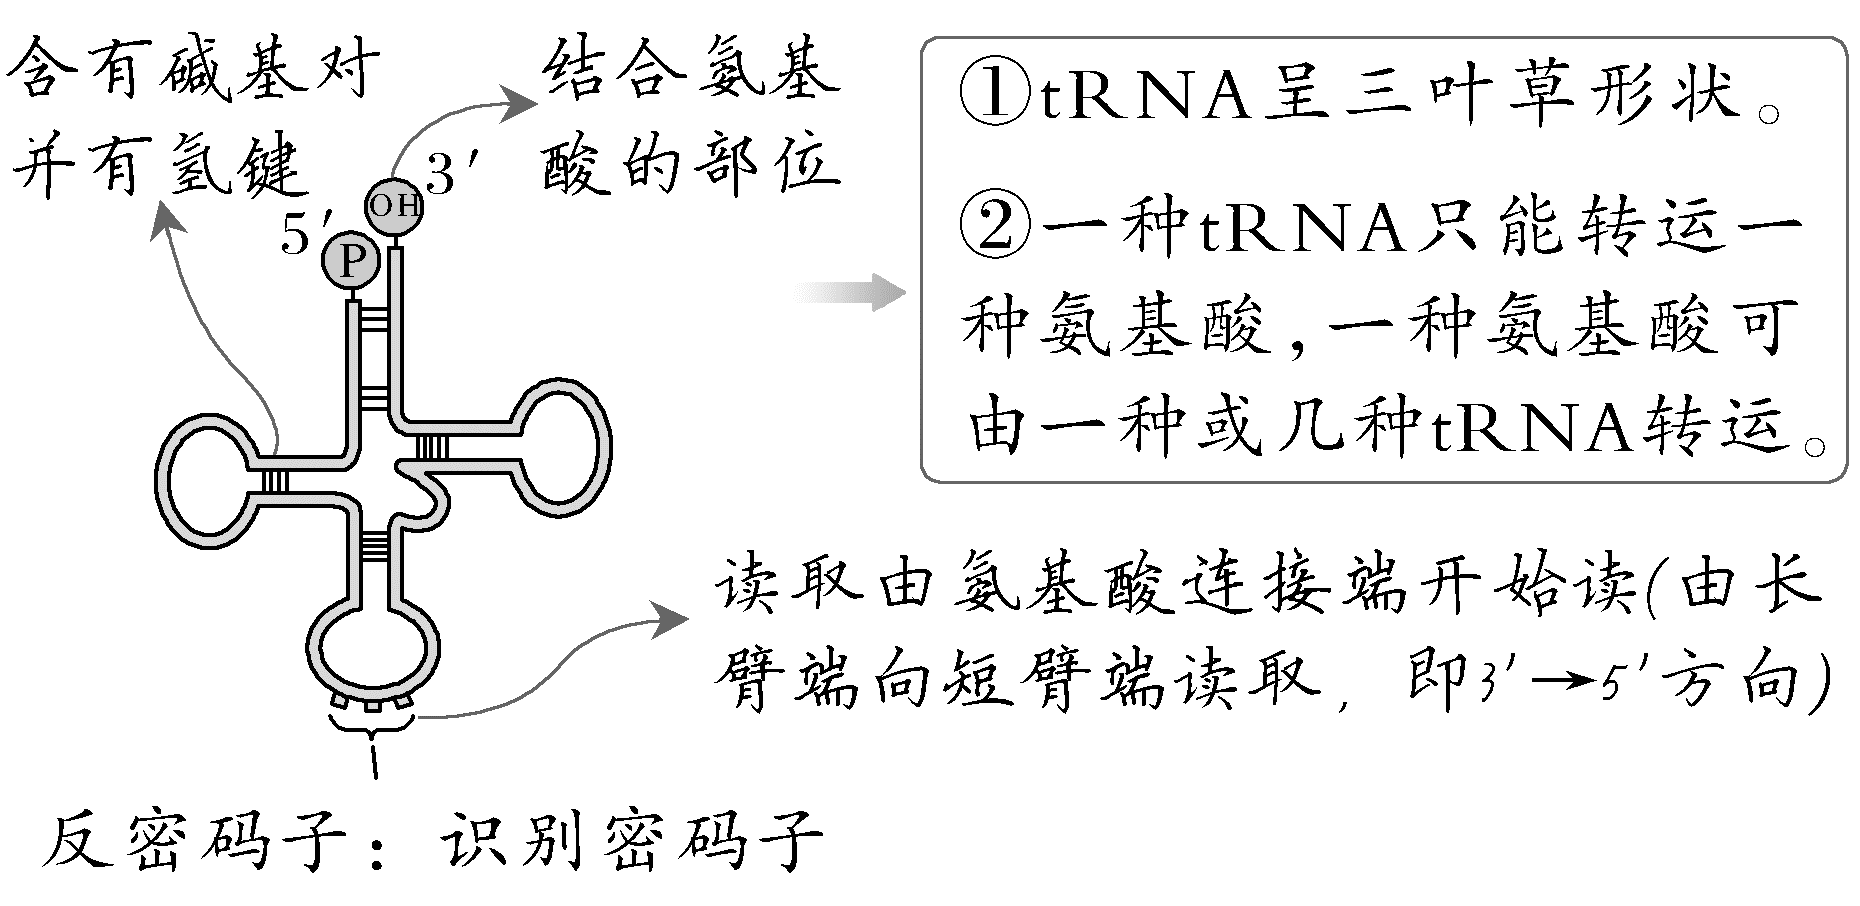 含有碱基对
并有氢键
结合氨基
酸的部位
3′
OH
5′
P
①tRNA呈三叶草形状。
②一种tRNA只能转运一
种氨基酸,一种氨基酸可
由一种或几种tRNA转运。
读取由氨基酸连接端开始读(由长
臂端向短臂端读取, 即3′→5′方向)
反密码子：识别密码子